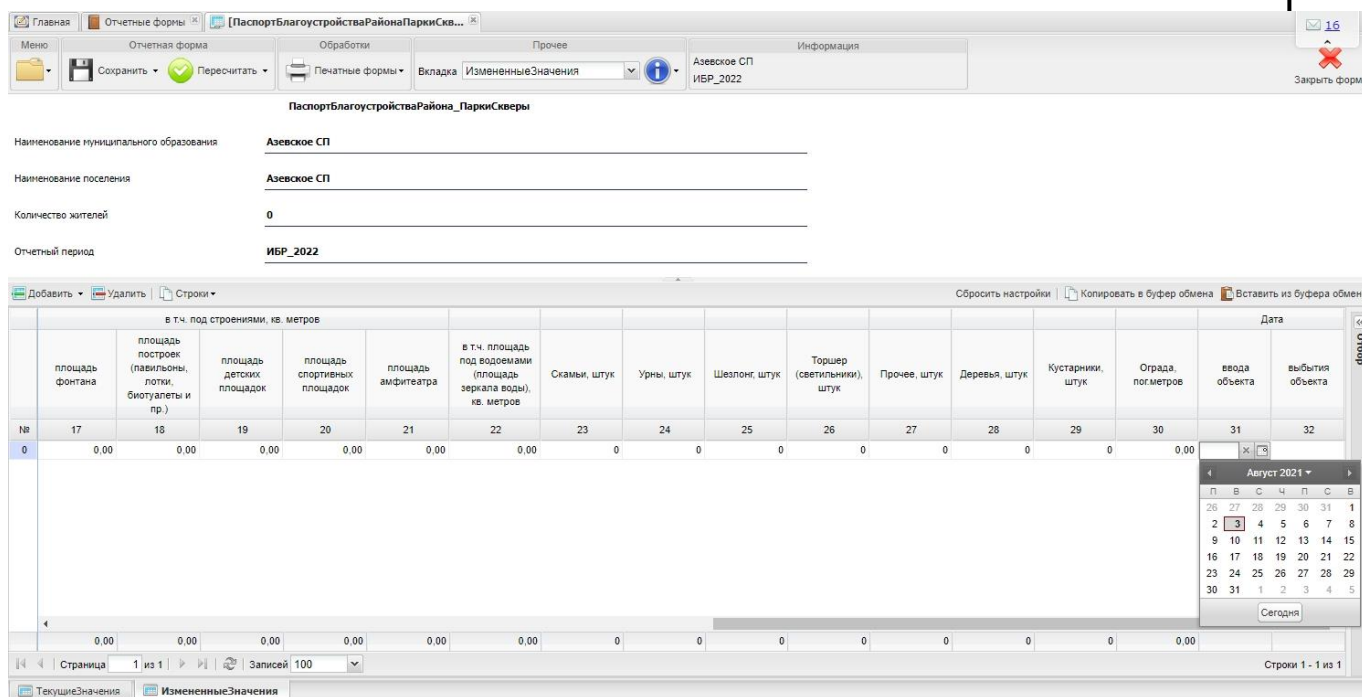 Главная
Отчетные формы
[ПаспортБлагоустройстваРайонаПаркиСкв...
16
Меню
Отчетная форма
Обработки
Прочее
Информация
Сохранить
Пересчитать
Печатные формы
Вкладка ИзмененныеЗначения
Азевское СП
ИБР_2022
Закрыть форм
ПаспортБлагоустройстваРайона_ПаркиСкверы
Наименование муниципального образования Азевское СП
Наименование поселения Азевское СП
Количество жителей 0
Отчетный период ИБР_2022
Добавить Удалить Строки Сбросить настройки Копировать в буфер обмена Вставить из буфера обмен
в т.ч. под строениями, кв. метров
Дата
площадь
фонтана
площадь
построек
(павильоны,
лотки,
биотуалеты и
пр.)
площадь
детских
площадок
площадь
спортивных
площадок
площадь
амфитеатра
в т.ч. площадь
под водоемами
(площадь
зеркала воды),
кв. метров
Скамьи, штук
Урны, штук
Шезлонг, штук
Торшер
(светильники),
штук
Прочее, штук
Деревья, штук
Кустарники,
штук
Ограда,
пог.метров
ввода
объекта
выбытия
объекта
Отбор
№ 17 18 19 20 21 22 23 24 25 26 27 28 29 30 31 32
0 0,00 0,00 0,00 0,00 0,00 0,00 0 0 0 0 0 0 0 0,00
Август 2021
П В С Ч П С В
26 27 28 29 30 31 1
2 3 4 5 6 7 8
9 10 11 12 13 14 15
16 17 18 19 20 21 22
23 24 25 26 27 28 29
30 31 1 2 3 4 5
Сегодня
0,00 0,00 0,00 0,00 0,00 0,00 0 0 0 0 0 0 0 0,00
Страница 1 из 1 Записей 100 Строки 1 - 1 из 1
ТекущиеЗначения ИзмененныеЗначения